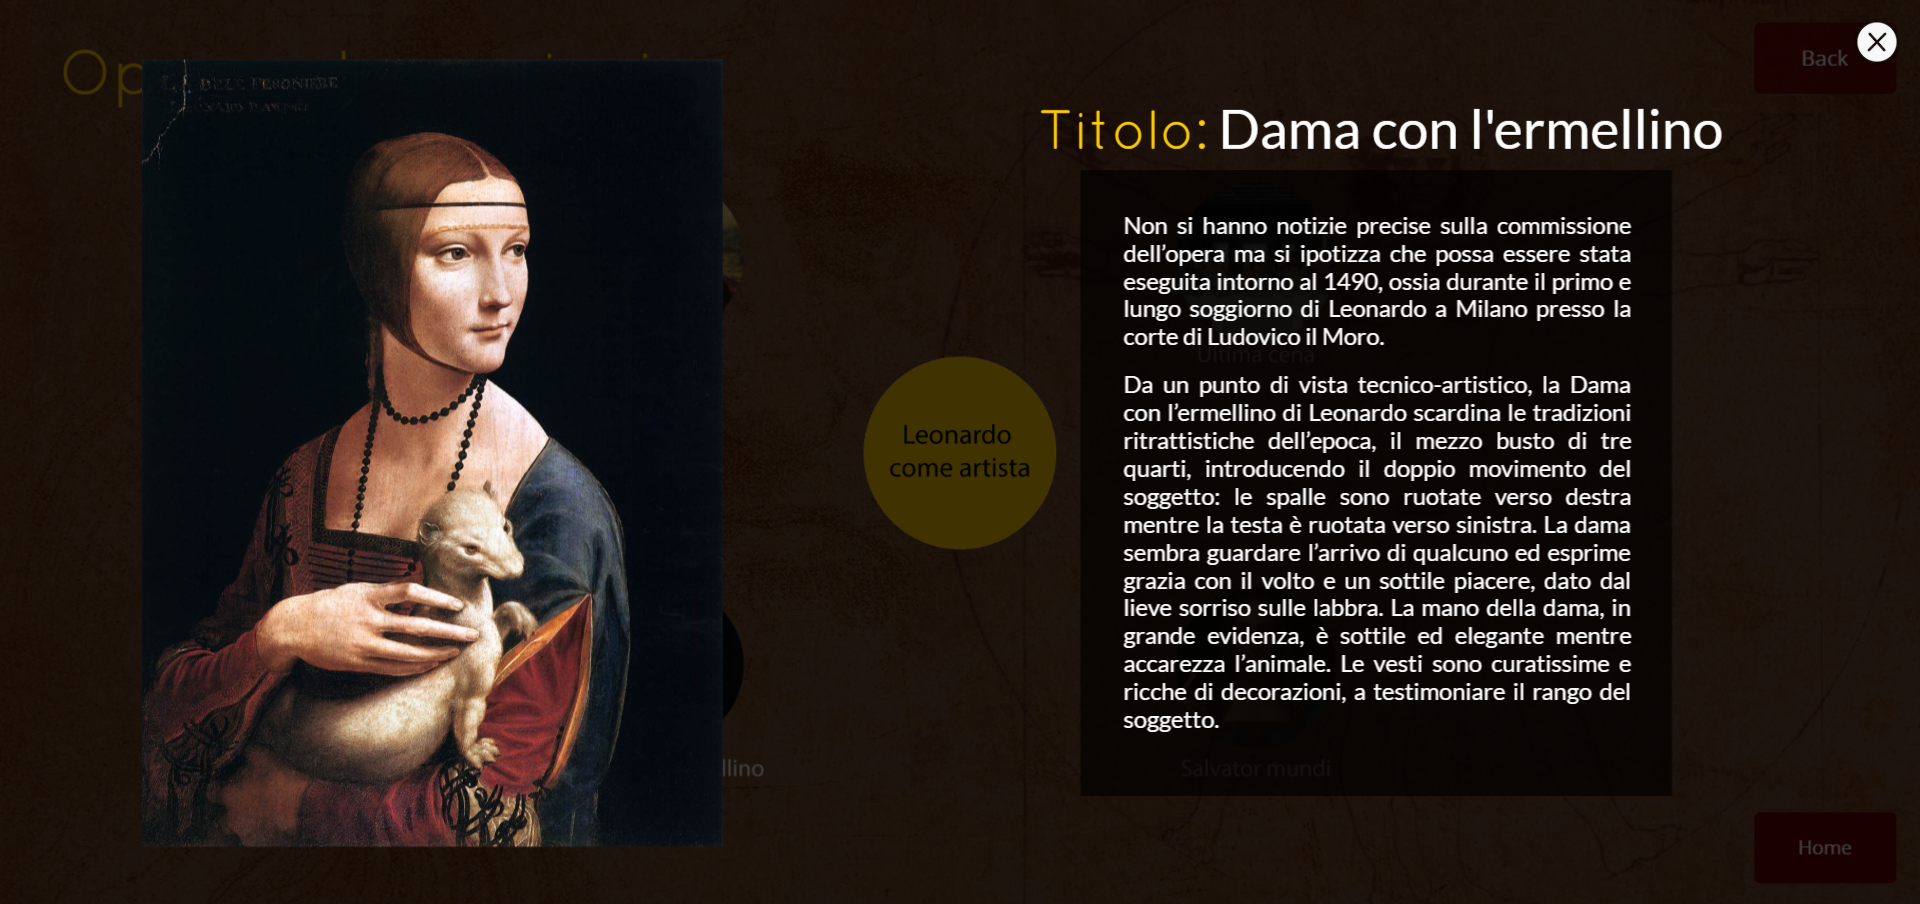 Back
Titolo: Dama con l'ermellino
Non si hanno notizie precise sulla commissione
dell’opera ma si ipotizza che possa essere stata
eseguita intorno al 1490, ossia durante il primo e
lungo soggiorno di Leonardo a Milano presso la
corte di Ludovico il Moro.
Ultima cena
Da un punto di vista tecnico-artistico, la Dama
con l’ermellino di Leonardo scardina le tradizioni
ritrattistiche dell’epoca, il mezzo busto di tre
quarti, introducendo il doppio movimento del
soggetto: le spalle sono ruotate verso destra
mentre la testa è ruotata verso sinistra. La dama
sembra guardare l’arrivo di qualcuno ed esprime
grazia con il volto e un sottile piacere, dato dal
lieve sorriso sulle labbra. La mano della dama, in
grande evidenza, è sottile ed elegante mentre
accarezza l’animale. Le vesti sono curatissime e
ricche di decorazioni, a testimoniare il rango del
soggetto.
Leonardo
come artista
llino
Salvator mundi
Home